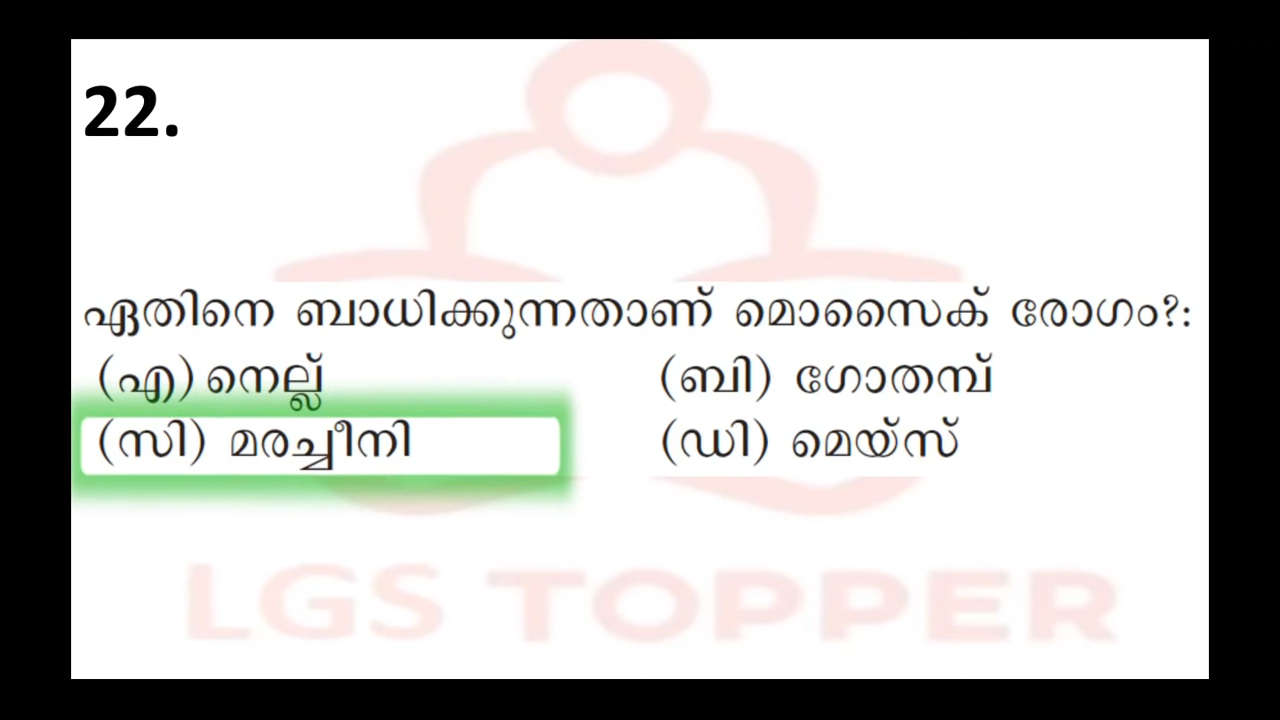 22.
ഏതിനെ ബാധിക്കുന്നതാണ് മൊസൈക് രോഗം?:
(എ) നെല്ല് (ബി) ഗോതമ്പ്
(സി) മരച്ചീനി (ഡി) മെയ്സ്
LGS TOPPER